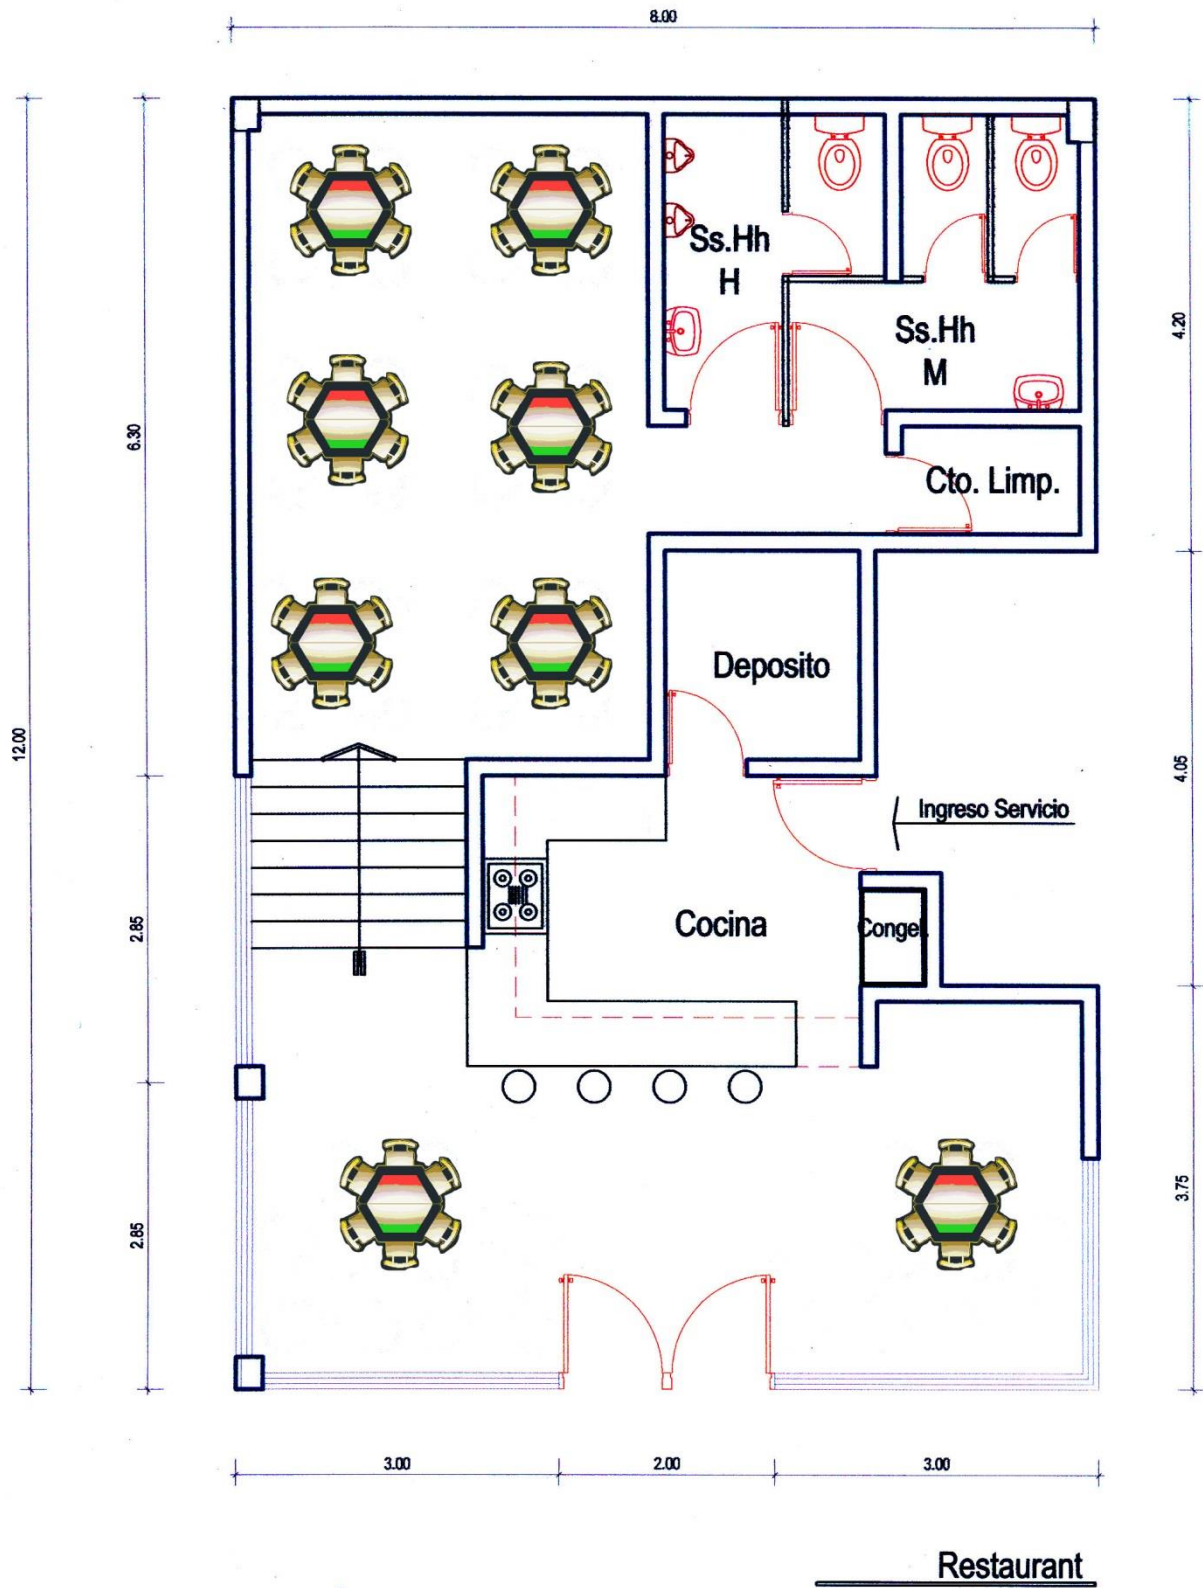 8.00
Ss.Hh
H
Ss.Hh
M
4.20
6.30
Cto. Limp.
Deposito
12.00
4.05
Ingreso Servicio
Cocina
Congel.
2.85
3.75
2.85
3.00
2.00
3.00
Restaurant